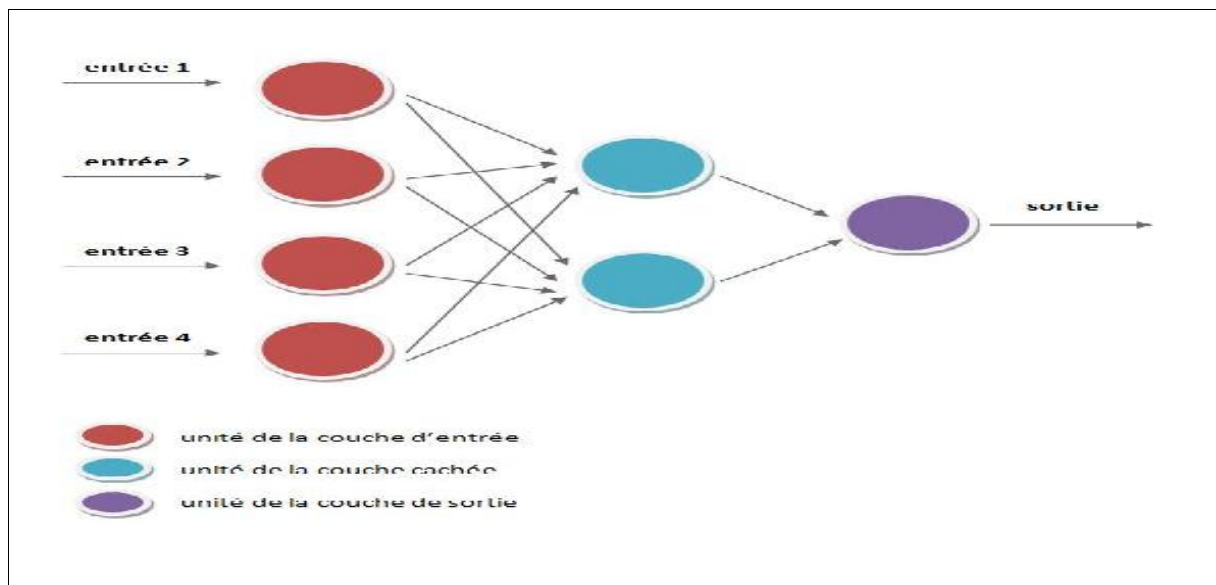 entrée 1
entrée 2
entrée 3
entrée 4
sortie
unité de la couche d'entrée
unité de la couche cachée
unité de la couche de sortie